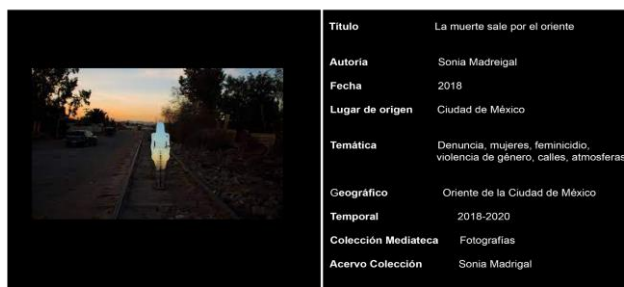 Título La muerte sale por el oriente
Autoría Sonia Madreigal
Fecha 2018
Lugar de origen Ciudad de México
Temática Denuncia, mujeres, feminicidio,
violencia de género, calles, atmosferas
Geográfico Oriente de la Ciudad de México
Temporal 2018-2020
Colección Mediateca Fotografías
Acervo Colección Sonia Madrigal